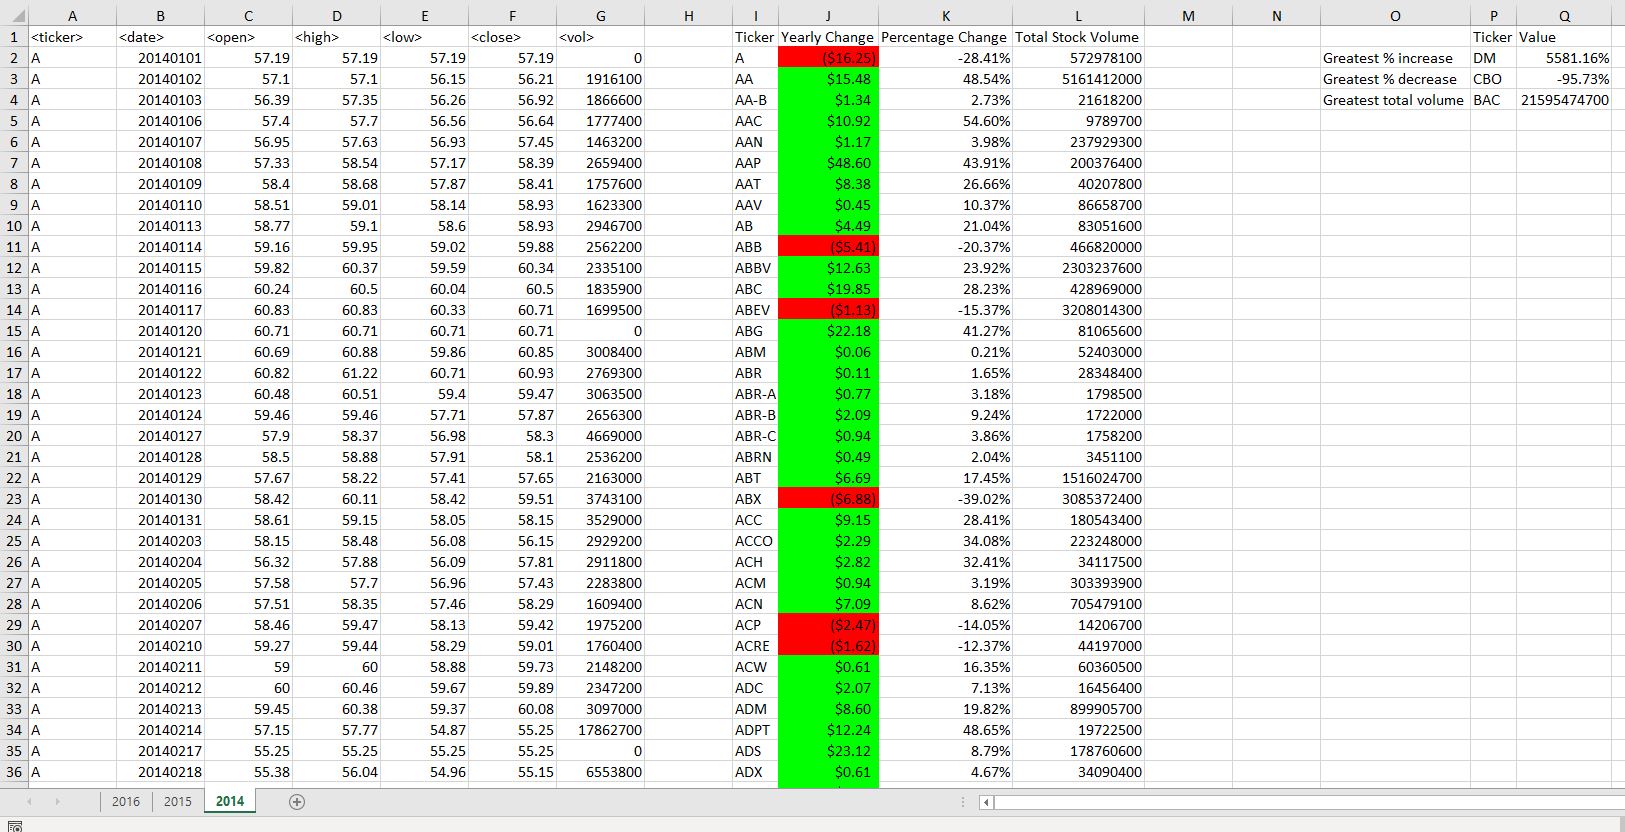 A B C D E F G H I J K L M N O P Q
1 <ticker> <date> <open> <high> <low> <close> <vol> Ticker Yearly Change Percentage Change Total Stock Volume Ticker Value
2 A 20140101 57.19 57.19 57.19 57.19 0 A ($16.25) -28.41% 572978100 Greatest % increase DM 5581.16%
3 A 20140102 57.1 57.1 56.15 56.21 1916100 AA $15.48 48.54% 5161412000 Greatest % decrease CBO -95.73%
4 A 20140103 56.39 57.35 56.26 56.92 1866600 AA-B $1.34 2.73% 21618200 Greatest total volume BAC 21595474700
5 A 20140106 57.4 57.7 56.56 56.64 1777400 AAC $10.92 54.60% 9789700
6 A 20140107 56.95 57.63 56.93 57.45 1463200 AAN $1.17 3.98% 237929300
7 A 20140108 57.33 58.54 57.17 58.39 2659400 AAP $48.60 43.91% 200376400
8 A 20140109 58.4 58.68 57.87 58.41 1757600 AAT $8.38 26.66% 40207800
9 A 20140110 58.51 59.01 58.14 58.93 1623300 AAV $0.45 10.37% 86658700
10 A 20140113 58.77 59.1 58.6 58.93 2946700 AB $4.49 21.04% 83051600
11 A 20140114 59.16 59.95 59.02 59.88 2562200 ABB ($5.41) -20.37% 466820000
12 A 20140115 59.82 60.37 59.59 60.34 2335100 ABBV $12.63 23.92% 2303237600
13 A 20140116 60.24 60.5 60.04 60.5 1835900 ABC $19.85 28.23% 428969000
14 A 20140117 60.83 60.83 60.33 60.71 1699500 ABEV ($1.13) -15.37% 3208014300
15 A 20140120 60.71 60.71 60.71 60.71 0 ABG $22.18 41.27% 81065600
16 A 20140121 60.69 60.88 59.86 60.85 3008400 ABM $0.06 0.21% 52403000
17 A 20140122 60.82 61.22 60.71 60.93 2769300 ABR $0.11 1.65% 28348400
18 A 20140123 60.48 60.51 59.4 59.47 3063500 ABR-A $0.77 3.18% 1798500
19 A 20140124 59.46 59.46 57.71 57.87 2656300 ABR-B $2.09 9.24% 1722000
20 A 20140127 57.9 58.37 56.98 58.3 4669000 ABR-C $0.94 3.86% 1758200
21 A 20140128 58.5 58.88 57.91 58.1 2536200 ABRN $0.49 2.04% 3451100
22 A 20140129 57.67 58.22 57.41 57.65 2163000 ABT $6.69 17.45% 1516024700
23 A 20140130 58.42 60.11 58.42 59.51 3743100 ABX ($6.88) -39.02% 3085372400
24 A 20140131 58.61 59.15 58.05 58.15 3529000 ACC $9.15 28.41% 180543400
25 A 20140203 58.15 58.48 56.08 56.15 2929200 ACCO $2.29 34.08% 223248000
26 A 20140204 56.32 57.88 56.09 57.81 2911800 ACH $2.82 32.41% 34117500
27 A 20140205 57.58 57.7 56.96 57.43 2283800 ACM $0.94 3.19% 303393900
28 A 20140206 57.51 58.35 57.46 58.29 1609400 ACN $7.09 8.62% 705479100
29 A 20140207 58.46 59.47 58.13 59.42 1975200 ACP ($2.47) -14.05% 14206700
30 A 20140210 59.27 59.44 58.29 59.01 1760400 ACRE ($1.62) -12.37% 44197000
31 A 20140211 59 60 58.88 59.73 2148200 ACW $0.61 16.35% 60360500
32 A 20140212 60 60.46 59.67 59.89 2347200 ADC $2.07 7.13% 16456400
33 A 20140213 59.45 60.38 59.37 60.08 3097000 ADM $8.60 19.82% 899905700
34 A 20140214 57.15 57.77 54.87 55.25 17862700 ADPT $12.24 48.65% 19722500
35 A 20140217 55.25 55.25 55.25 55.25 0 ADS $23.12 8.79% 178760600
36 A 20140218 55.38 56.04 54.96 55.15 6553800 ADX $0.61 4.67% 34090400
2016 2015 2014